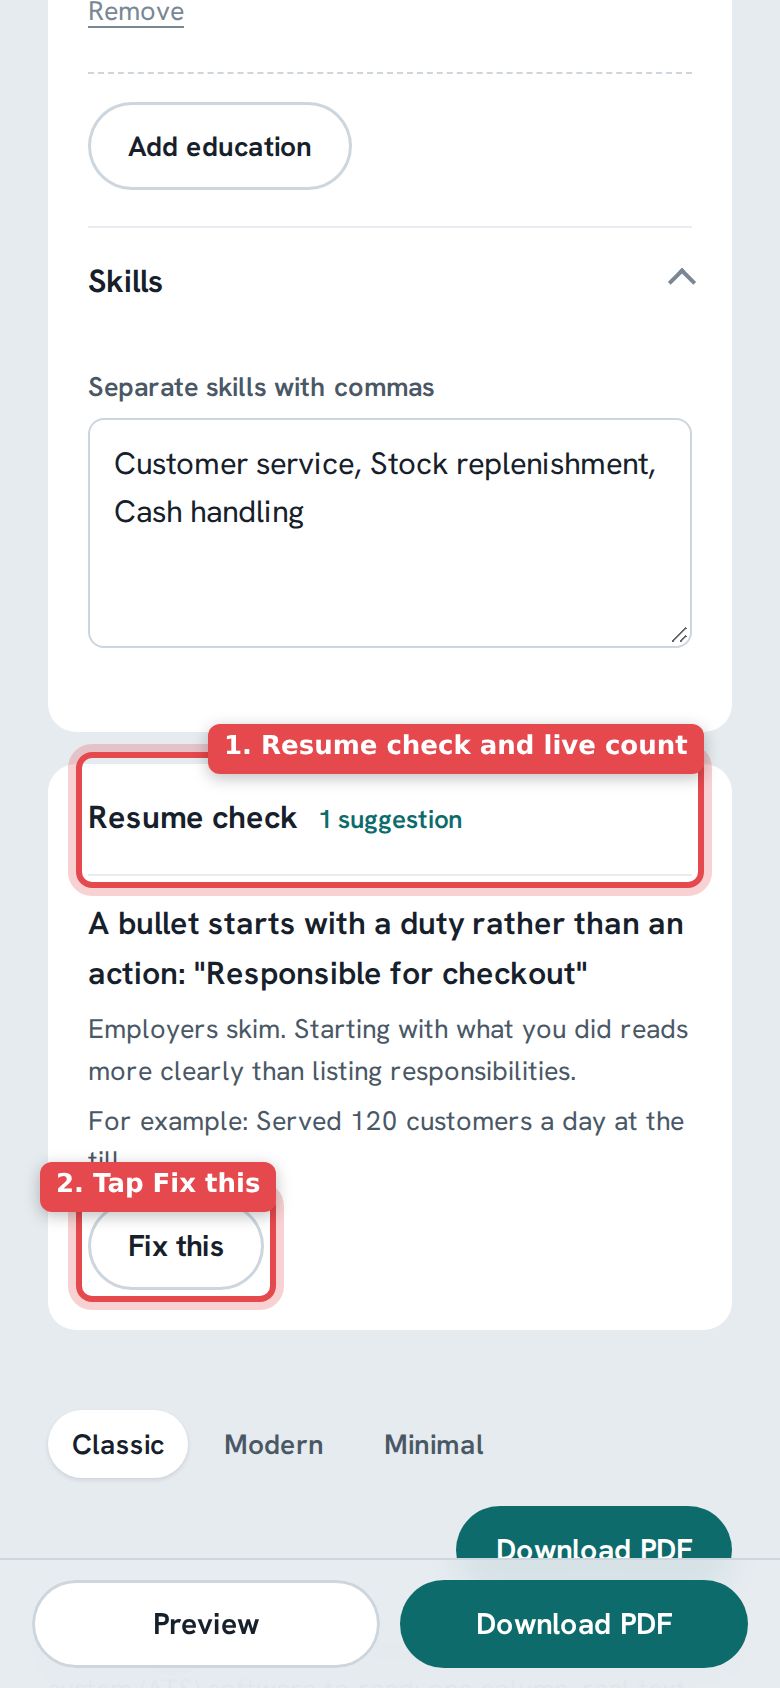 Remove
Add education
Skills
Separate skills with commas
Customer service, Stock replenishment,
Cash handling
1. Resume check and live count
Resume check 1 suggestion
A bullet starts with a duty rather than an
action: "Responsible for checkout"
Employers skim. Starting with what you did reads
more clearly than listing responsibilities.
For example: Served 120 customers a day at the
till
2. Tap Fix this
Fix this
Classic Modern Minimal
Download PDF
Preview Download PDF